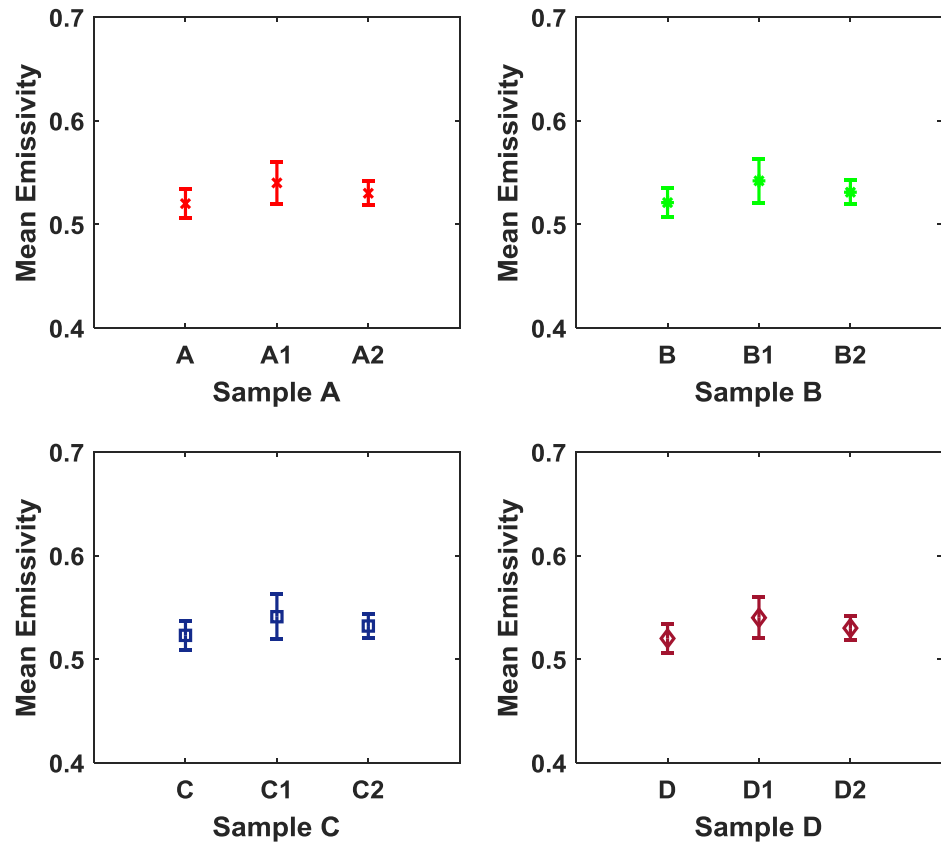 Mean Emissivity
0.7
0.6
0.5
0.4
A A1 A2
Sample A
Mean Emissivity
0.7
0.6
0.5
0.4
B B1 B2
Sample B
Mean Emissivity
0.7
0.6
0.5
0.4
C C1 C2
Sample C
Mean Emissivity
0.7
0.6
0.5
0.4
D D1 D2
Sample D